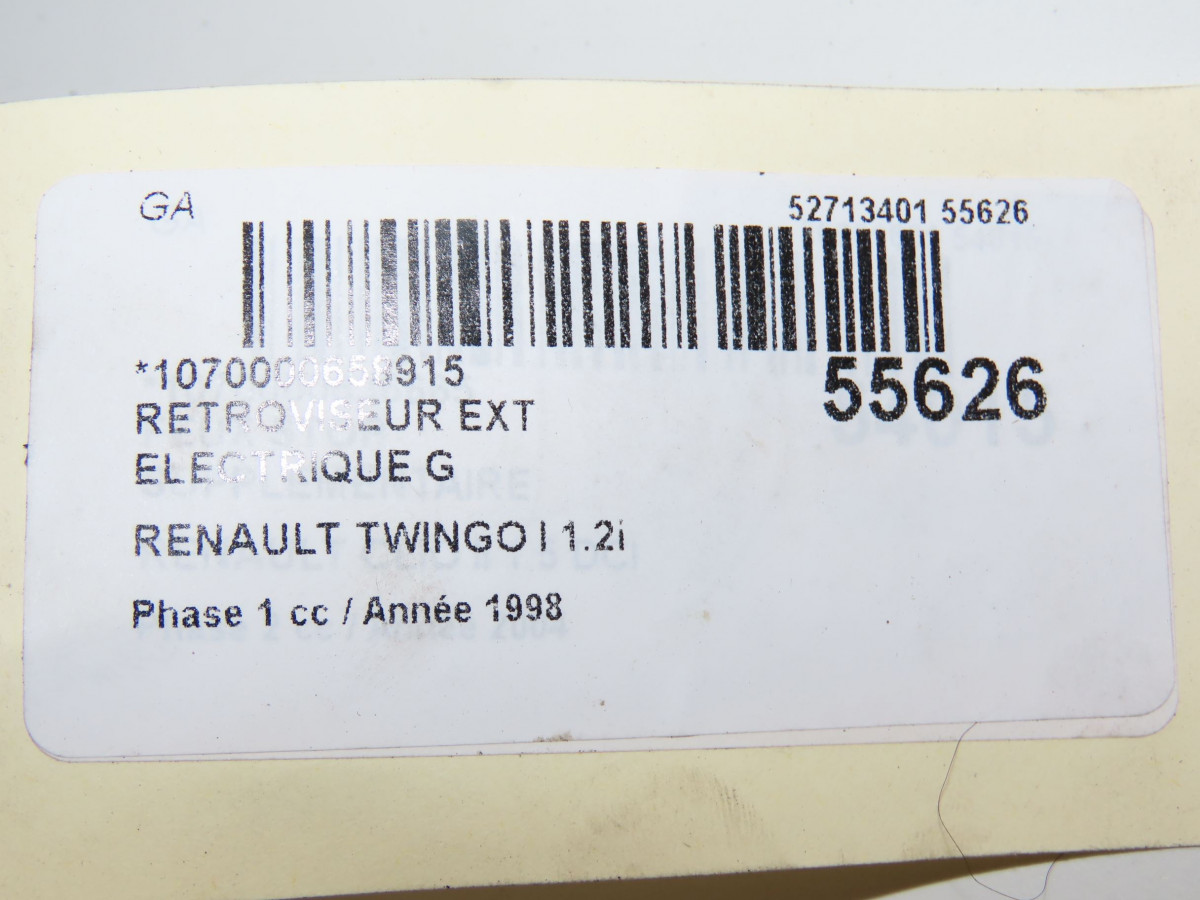 GA
52713401 55626
*1070000658915
55626
RETROVISEUR EXT
ELECTRIQUE G
RENAULT TWINGO I 1.2i
Phase 1 cc / Année 1998